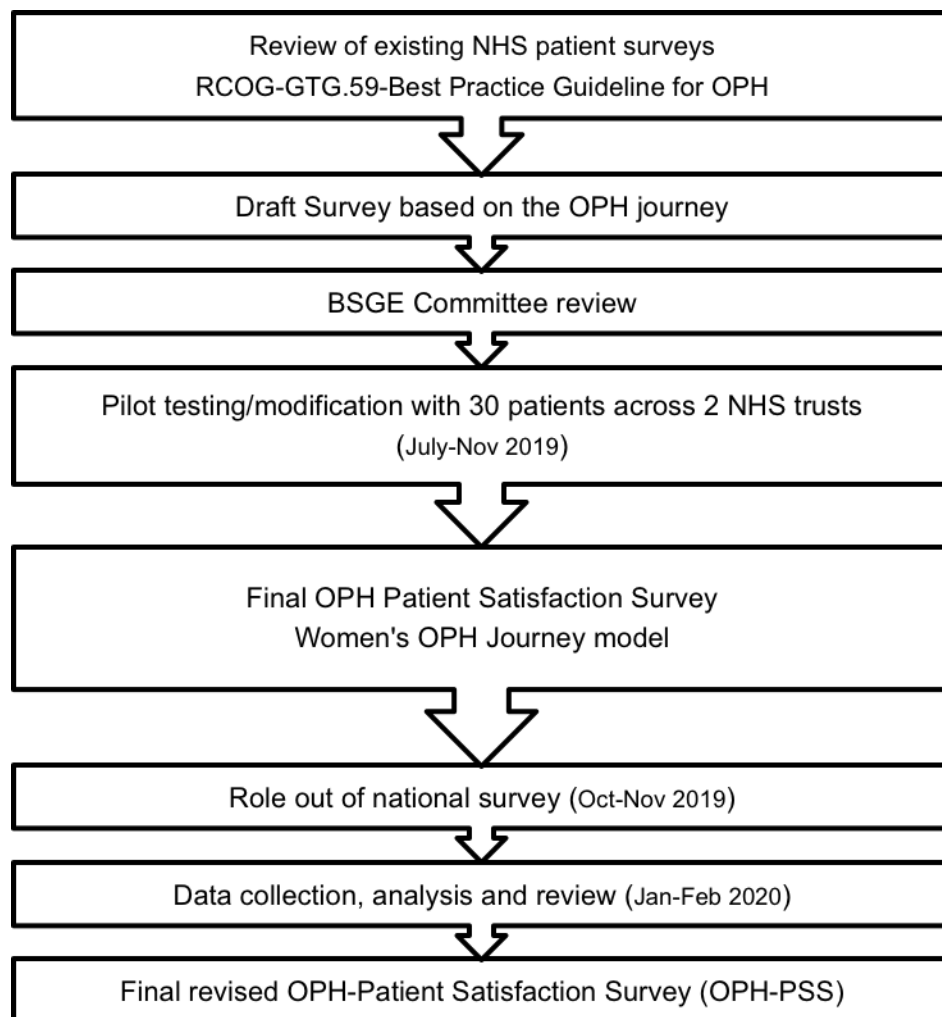 Review of existing NHS patient surveys
RCOG-GTG.59-Best Practice Guideline for OPH
Draft Survey based on the OPH journey
BSGE Committee review
Pilot testing/modification with 30 patients across 2 NHS trusts
(July-Nov 2019)
Final OPH Patient Satisfaction Survey
Women's OPH Journey model
Role out of national survey (Oct-Nov 2019)
Data collection, analysis and review (Jan-Feb 2020)
Final revised OPH-Patient Satisfaction Survey (OPH-PSS)